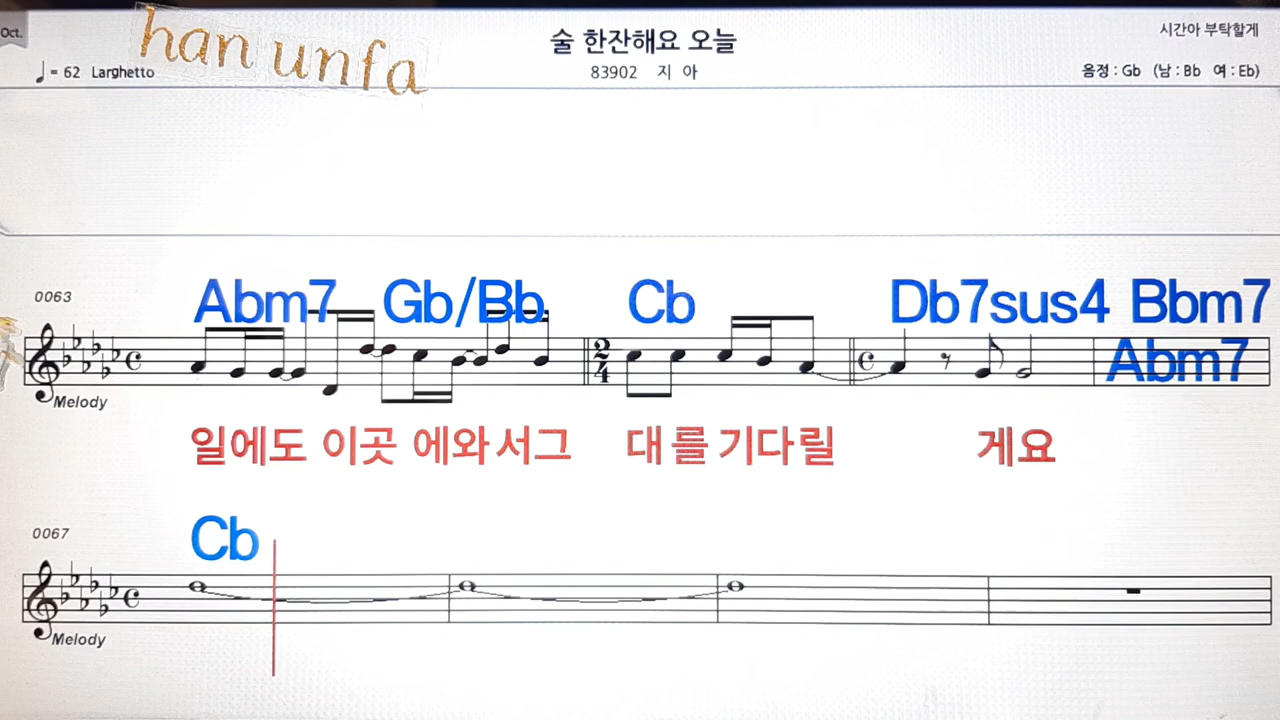 Oct.
han unfa
술 한잔해요 오늘
시간아 부탁할게
♩= 62 Larghetto
83902 지 아
음정 : Gb (남 : Bb 여 : Eb)
0063
Abm7 Gb/Bb Cb Db7sus4 Bbm7
Abm7
2
4
Melody
일에도 이곳 에와서그 대를기다릴 게요
0067
Cb
Melody